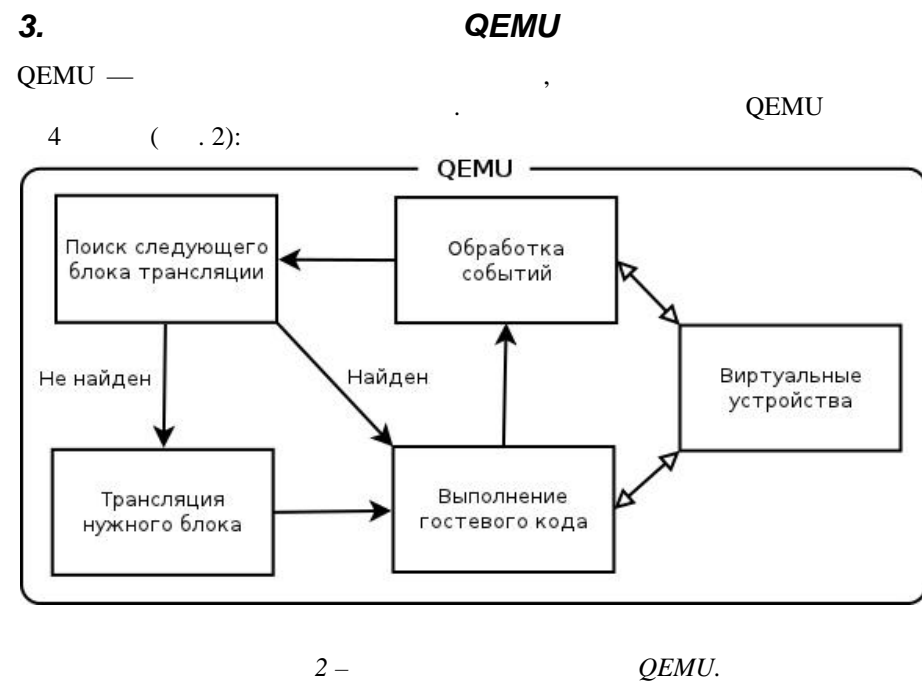 3. QEMU
QEMU — ,
. QEMU
4 ( . 2):
QEMU
Поиск следующего
блока трансляции
Обработка
событий
Не найден
Найден
Виртуальные
устройства
Трансляция
нужного блока
Выполнение
гостевого кода
2 – QEMU.